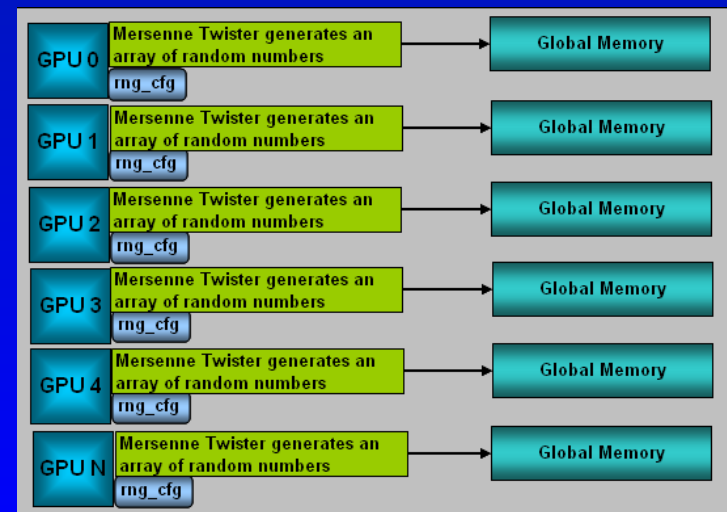 GPU 0
Mersenne Twister generates an
array of random numbers
rng_cfg
Global Memory
GPU 1
Mersenne Twister generates an
array of random numbers
rng_cfg
Global Memory
GPU 2
Mersenne Twister generates an
array of random numbers
rng_cfg
Global Memory
GPU 3
Mersenne Twister generates an
array of random numbers
rng_cfg
Global Memory
GPU 4
Mersenne Twister generates an
array of random numbers
rng_cfg
Global Memory
GPU N
Mersenne Twister generates an
array of random numbers
rng_cfg
Global Memory